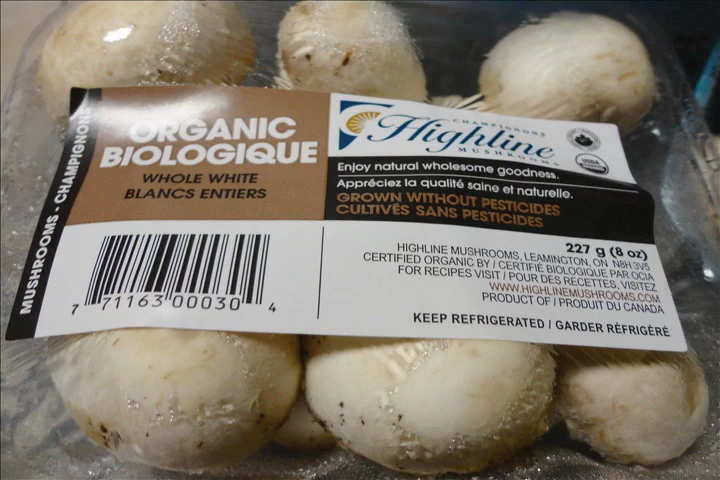 MUSHROOMS • CHAMPIGNONS
ORGANIC
BIOLOGIQUE
WHOLE WHITE
BLANCS ENTIERS
CHAMPIGNONS
Highline
MUSHROOMS
USDA
Enjoy natural wholesome goodness.
Appréciez la qualité saine et naturelle.
GROWN WITHOUT PESTICIDES
CULTIVÉS SANS PESTICIDES
227 g (8 oz)
HIGHLINE MUSHROOMS, LEAMINGTON, ON N8H 3V5
CERTIFIED ORGANIC BY / CERTIFIÉ BIOLOGIQUE PAR OCIA
FOR RECIPES VISIT / POUR DES RECETTES, VISITEZ
WWW.HIGHLINEMUSHROOMS.COM
PRODUCT OF / PRODUIT DU CANADA
KEEP REFRIGERATED / GARDER RÉFRIGÉRÉ
7 71163 00030 4